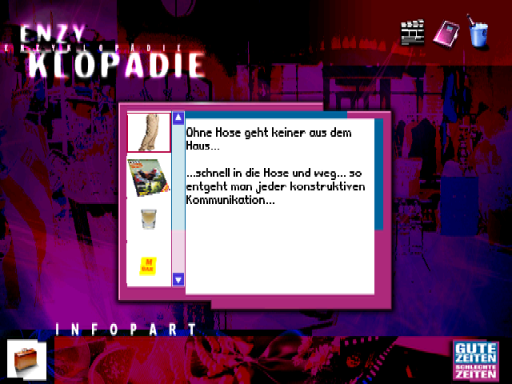 ENZY
ENZYKLOPÄDIE
KLOPÄDIE
Ohne Hose geht keiner aus dem
Haus...
...schnell in die Hose und weg... so
entgeht man jeder konstruktiven
Kommunikation...
INFOPART
GUTE
ZEITEN
SCHLECHTE
ZEITEN